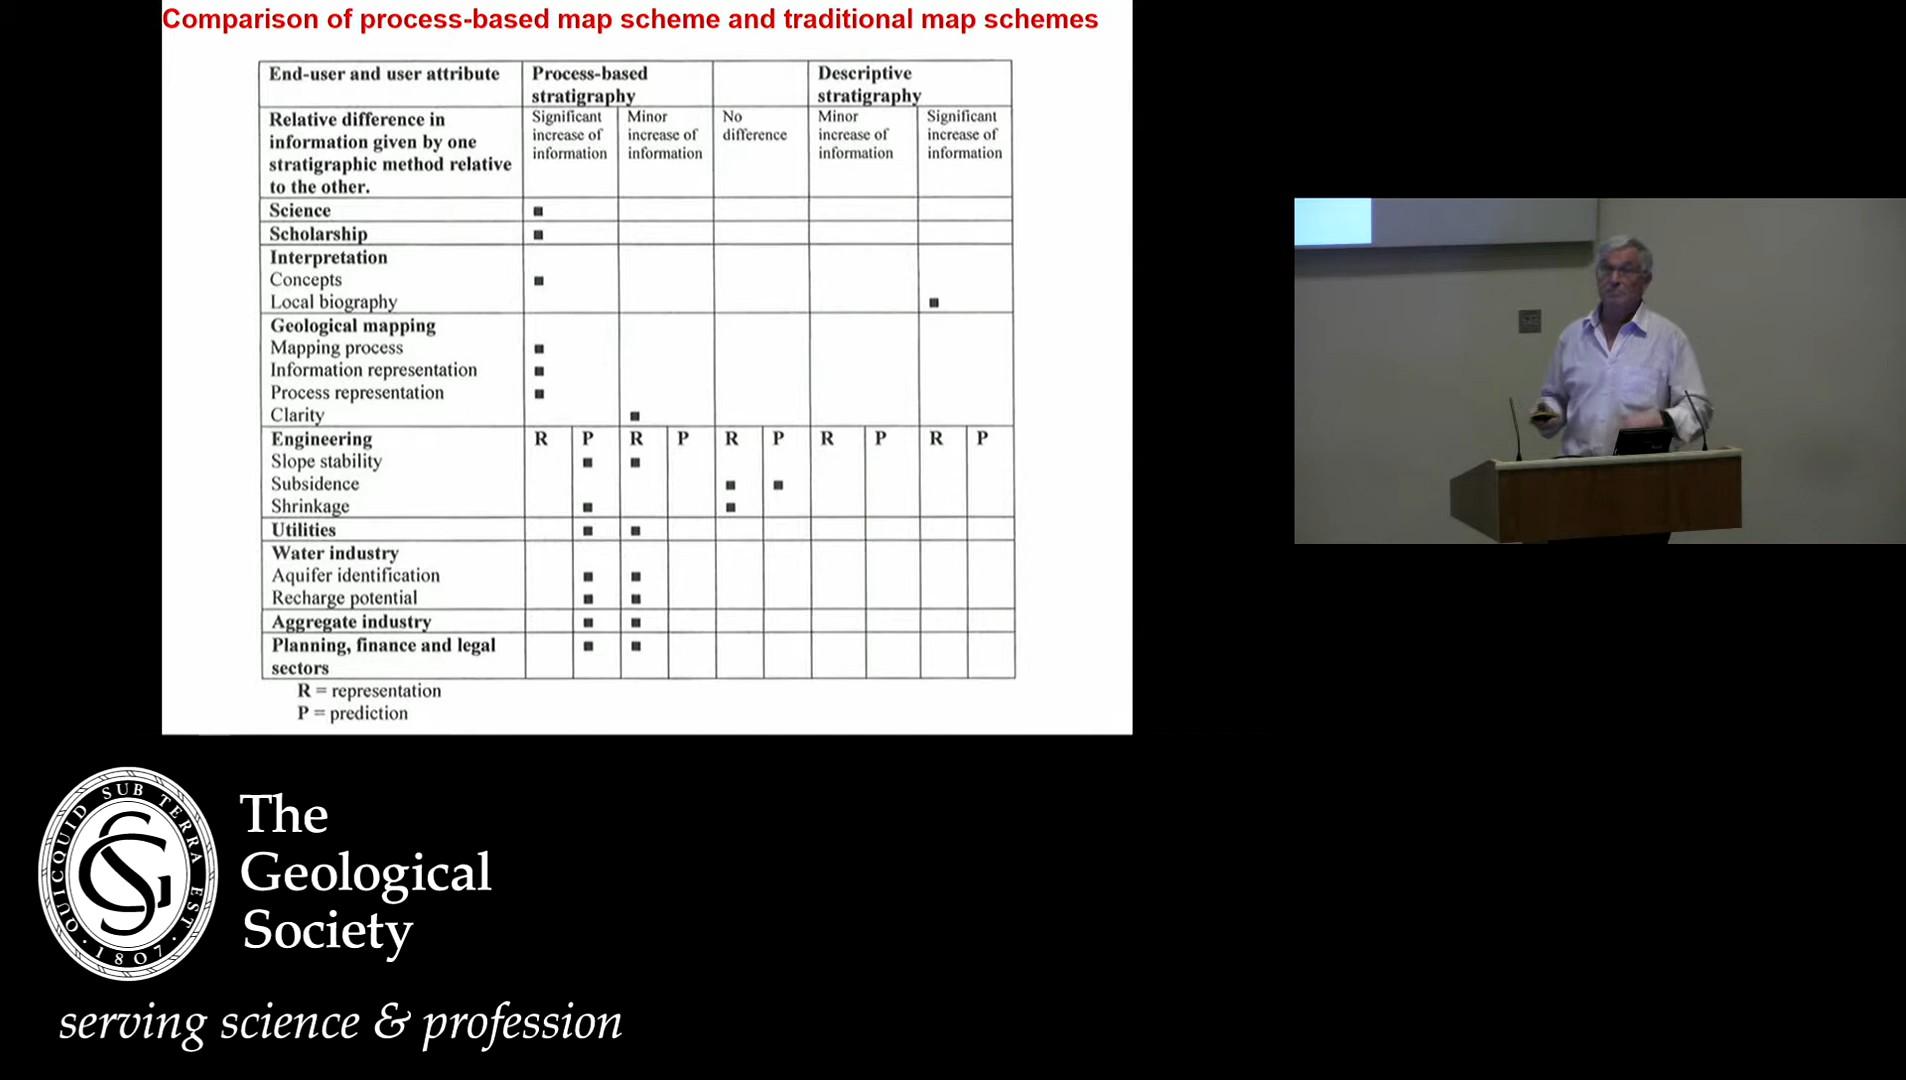 Comparison of process-based map scheme and traditional map schemes
End-user and user attribute
Process-based
stratigraphy
Descriptive
stratigraphy
Relative difference in
information given by one
stratigraphic method relative
to the other.
Significant
increase of
information
Minor
increase of
information
No
difference
Minor
increase of
information
Significant
increase of
information
Science
Scholarship
Interpretation
Concepts
Local biography
Geological mapping
Mapping process
Information representation
Process representation
Clarity
Engineering R P R P R P R P R P
Slope stability
Subsidence
Shrinkage
Utilities
Water industry
Aquifer identification
Recharge potential
Aggregate industry
Planning, finance and legal
sectors
R = representation
P = prediction
QUICQUID SUB TERRA EST
· 1807 ·
The
Geological
Society
serving science & profession